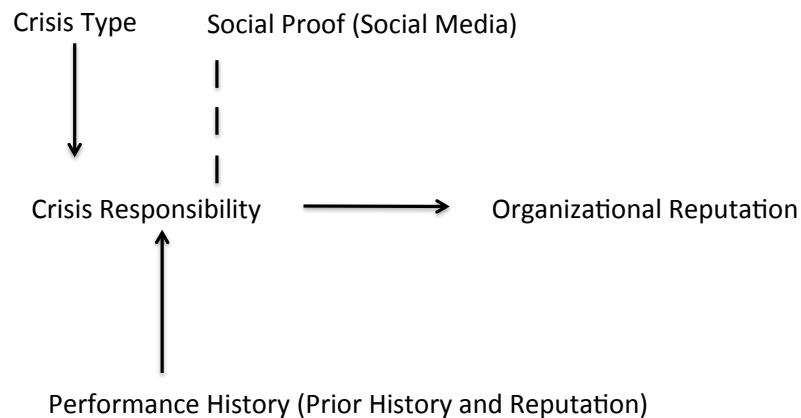 Crisis Type
Social Proof (Social Media)
Crisis Responsibility
Organizational Reputation
Performance History (Prior History and Reputation)